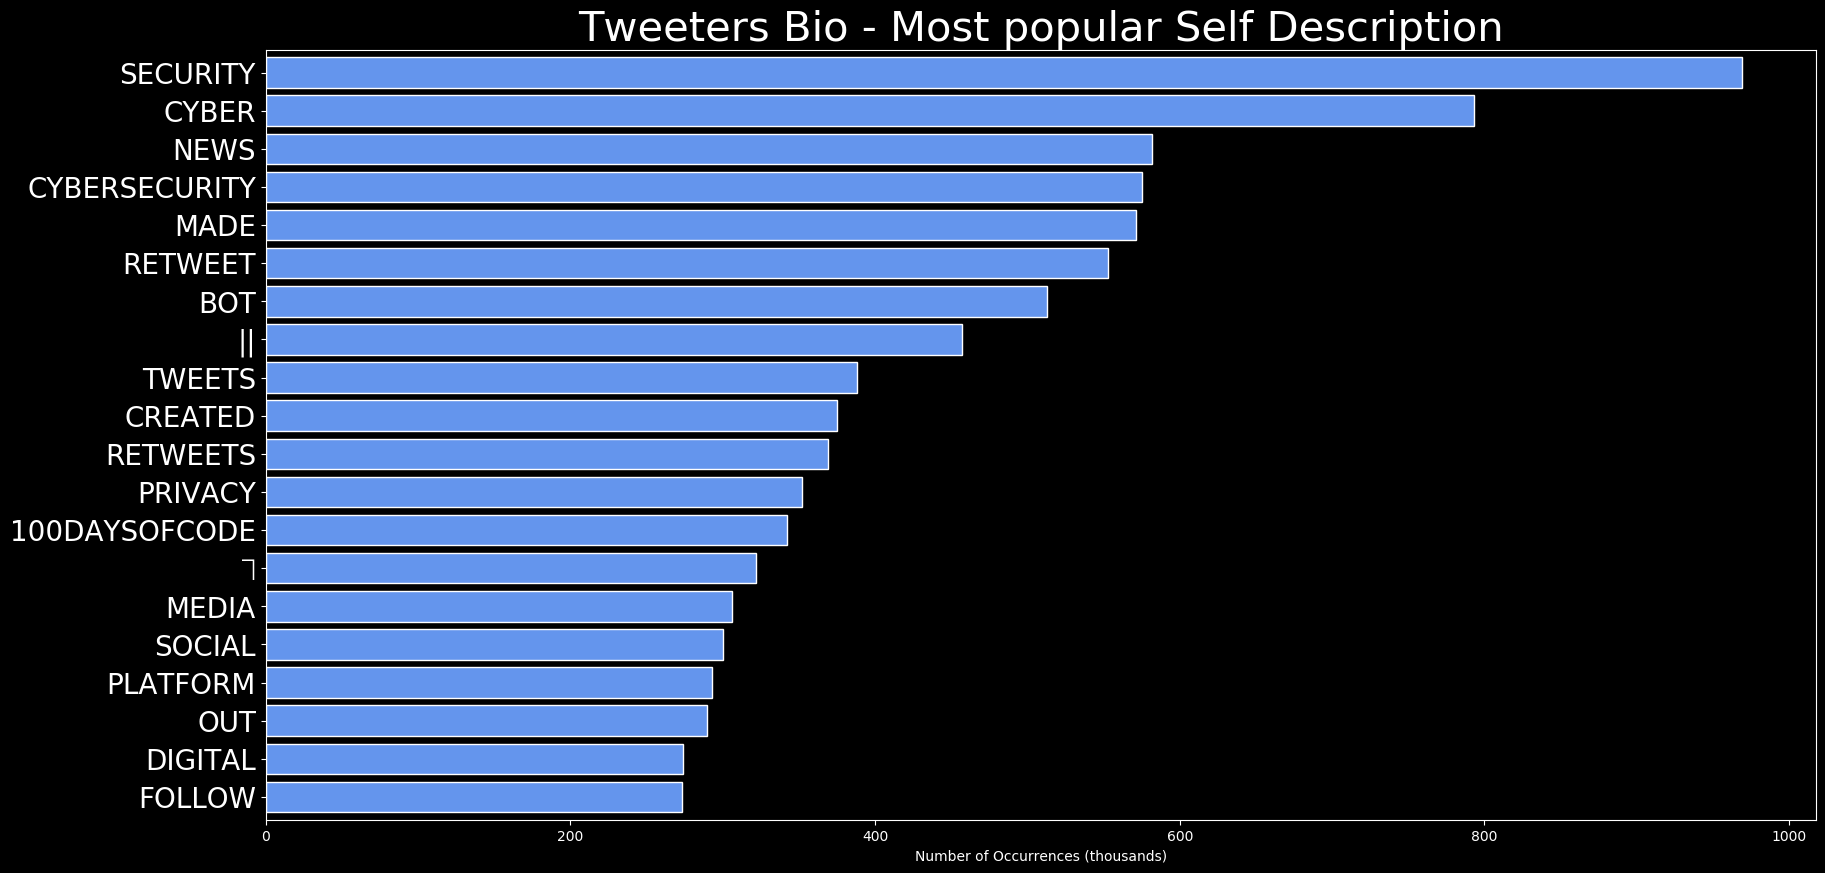 Tweeters Bio - Most popular Self Description
SECURITY
CYBER
NEWS
CYBERSECURITY
MADE
RETWEET
BOT
||
TWEETS
CREATED
RETWEETS
PRIVACY
100DAYSOFCODE
ℸ
MEDIA
SOCIAL
PLATFORM
OUT
DIGITAL
FOLLOW
0 200 400 600 800 1000
Number of Occurrences (thousands)